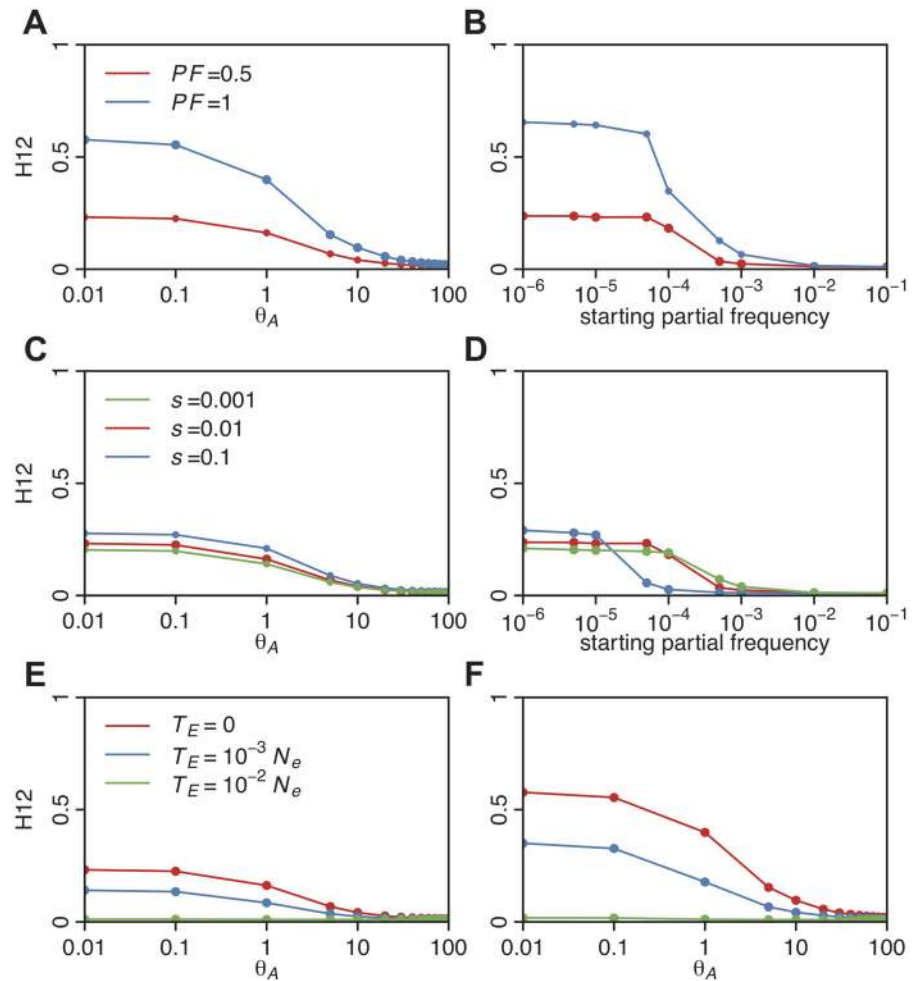 A
B
1
PF=0.5
PF=1
H12
0.5
0
0.01 0.1 1 10 100
θA
1
0.5
0
10−6 10−5 10−4 10−3 10−2 10−1
starting partial frequency
C
D
1
s=0.001
s=0.01
s=0.1
H12
0.5
0
0.01 0.1 1 10 100
θA
1
0.5
0
10−6 10−5 10−4 10−3 10−2 10−1
starting partial frequency
E
F
1
TE = 0
TE = 10−3 Ne
TE = 10−2 Ne
H12
0.5
0
0.01 0.1 1 10 100
θA
1
0.5
0
0.01 0.1 1 10 100
θA